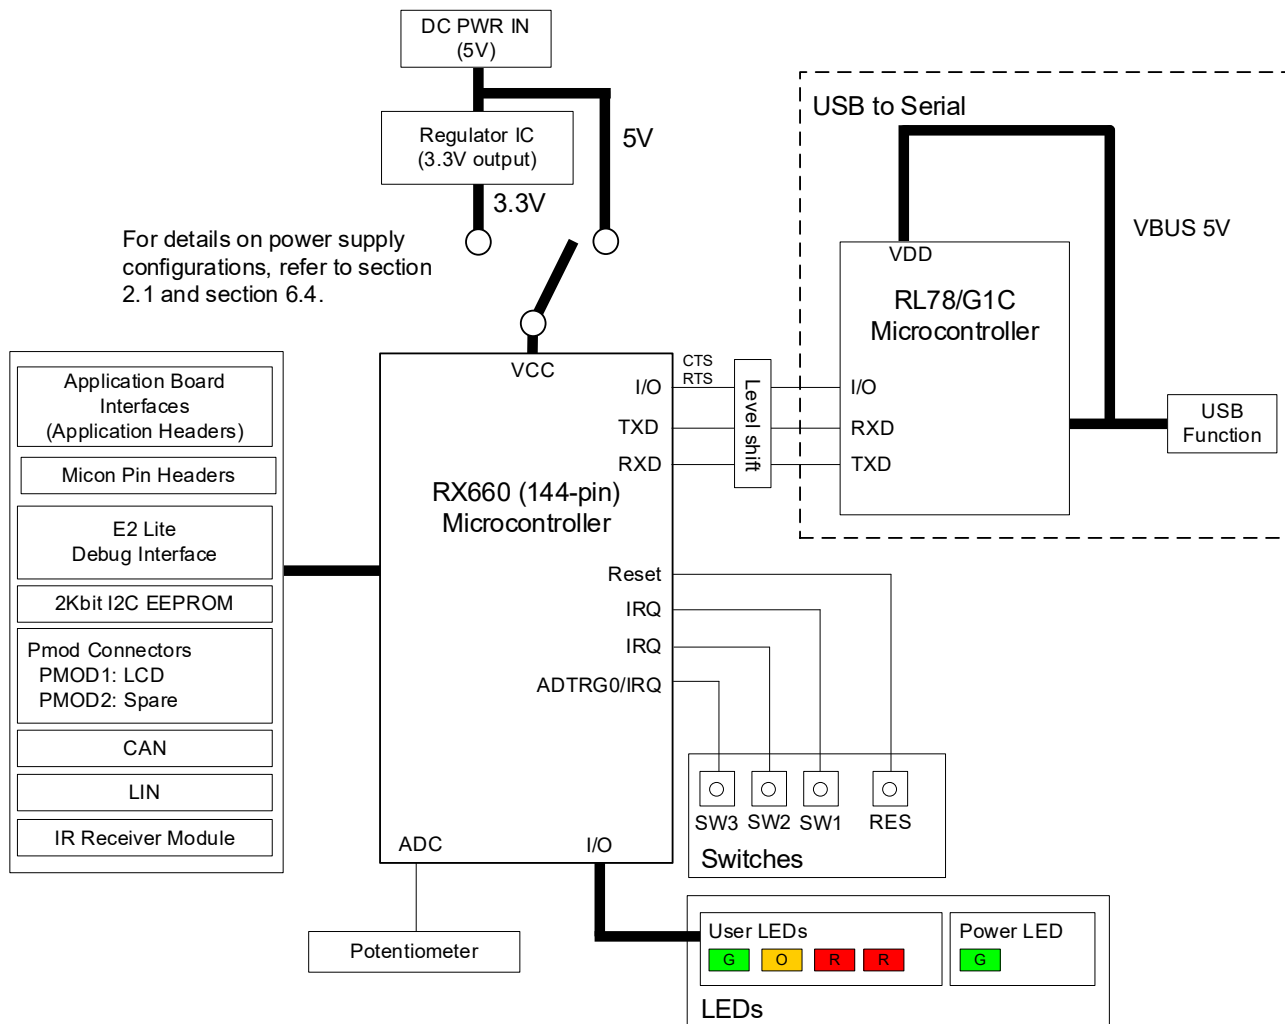 DC PWR IN
(5V)
USB to Serial
Regulator IC
(3.3V output)
5V
3.3V
VBUS 5V
For details on power supply
configurations, refer to section
2.1 and section 6.4.
VDD
RL78/G1C
Microcontroller
I/O
RXD
TXD
USB
Function
Level shift
CTS
RTS
VCC
I/O
TXD
RXD
RX660 (144-pin)
Microcontroller
Reset
IRQ
IRQ
ADTRG0/IRQ
ADC
I/O
Application Board
Interfaces
(Application Headers)
Micon Pin Headers
E2 Lite
Debug Interface
2Kbit I2C EEPROM
Pmod Connectors
PMOD1: LCD
PMOD2: Spare
CAN
LIN
IR Receiver Module
SW3
SW2
SW1
RES
Switches
Potentiometer
User LEDs
G
O
R
R
Power LED
G
LEDs